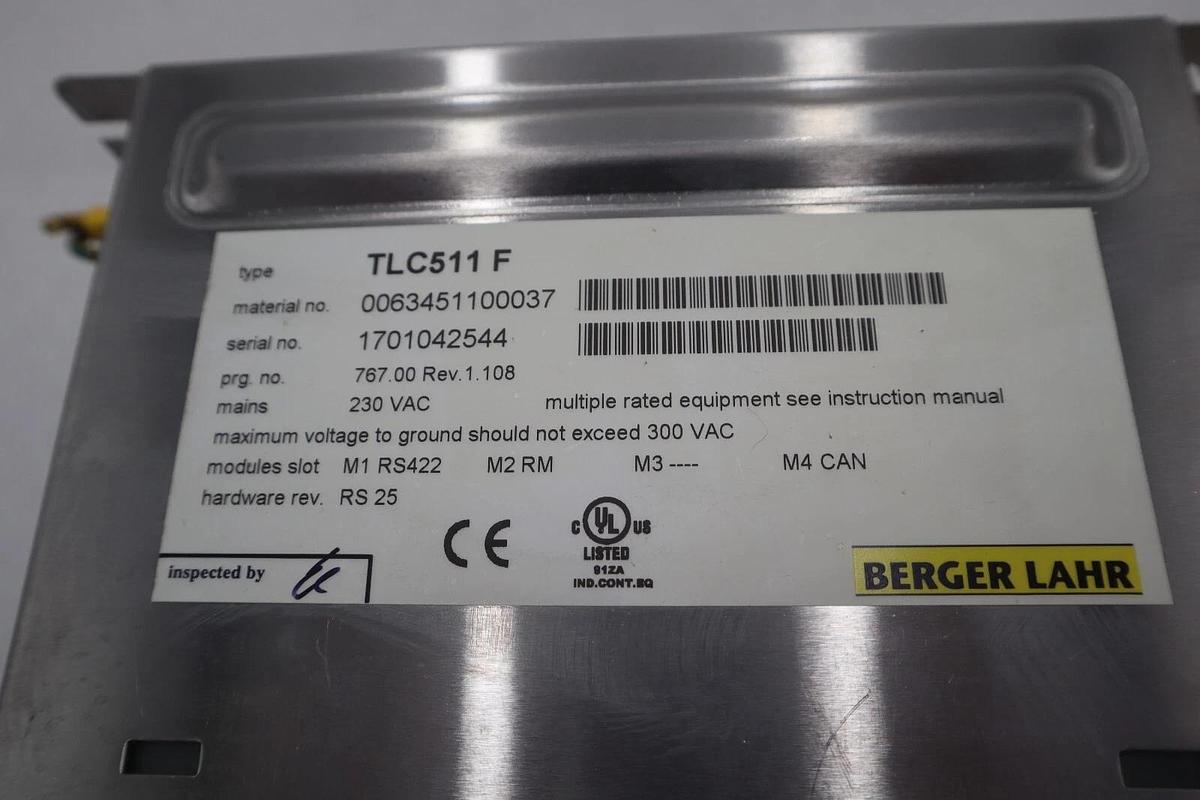 type TLC511 F
material no. 0063451100037
serial no. 1701042544
prg. no. 767.00 Rev.1.108
mains 230 VAC multiple rated equipment see instruction manual
maximum voltage to ground should not exceed 300 VAC
modules slot M1 RS422 M2 RM M3 ---- M4 CAN
hardware rev. RS 25
CE
C UL US
LISTED
91ZA
IND.CONT.EQ
inspected by
BERGER LAHR